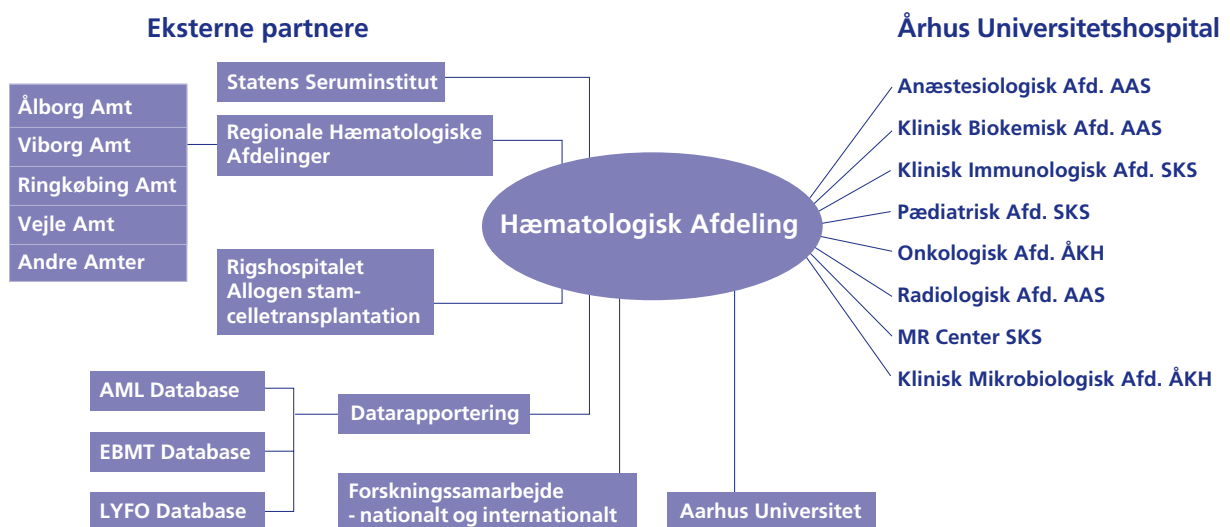 Eksterne partnere
Århus Universitetshospital
Statens Seruminstitut
Ålborg Amt
Viborg Amt
Ringkøbing Amt
Vejle Amt
Andre Amter
Regionale Hæmatologiske
Afdelinger
Rigshospitalet
Allogen stam-
celletransplantation
Hæmatologisk Afdeling
Anæstesiologisk Afd. AAS
Klinisk Biokemisk Afd. AAS
Klinisk Immunologisk Afd. SKS
Pædiatrisk Afd. SKS
Onkologisk Afd. ÅKH
Radiologisk Afd. AAS
MR Center SKS
Klinisk Mikrobiologisk Afd. ÅKH
AML Database
EBMT Database
LYFO Database
Datarapportering
Forskningssamarbejde
- nationalt og internationalt
Aarhus Universitet